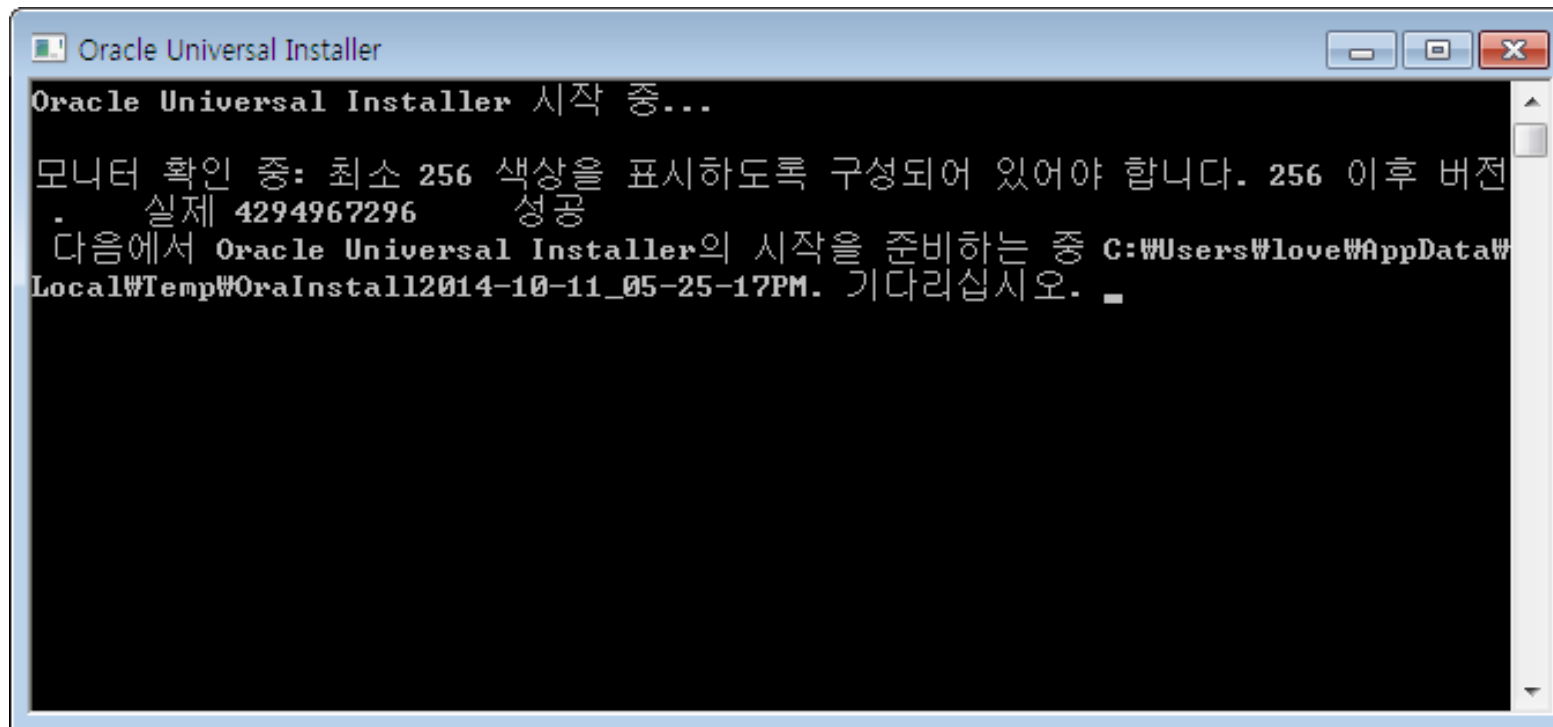 Oracle Universal Installer
Oracle Universal Installer 시작 중...
모니터 확인 중: 최소 256 색상을 표시하도록 구성되어 있어야 합니다. 256 이후 버전
.    실제 4294967296    성공
다음에서 Oracle Universal Installer의 시작을 준비하는 중 C:₩Users₩love₩AppData₩
Local₩Temp₩OraInstall2014-10-11_05-25-17PM. 기다리십시오. _